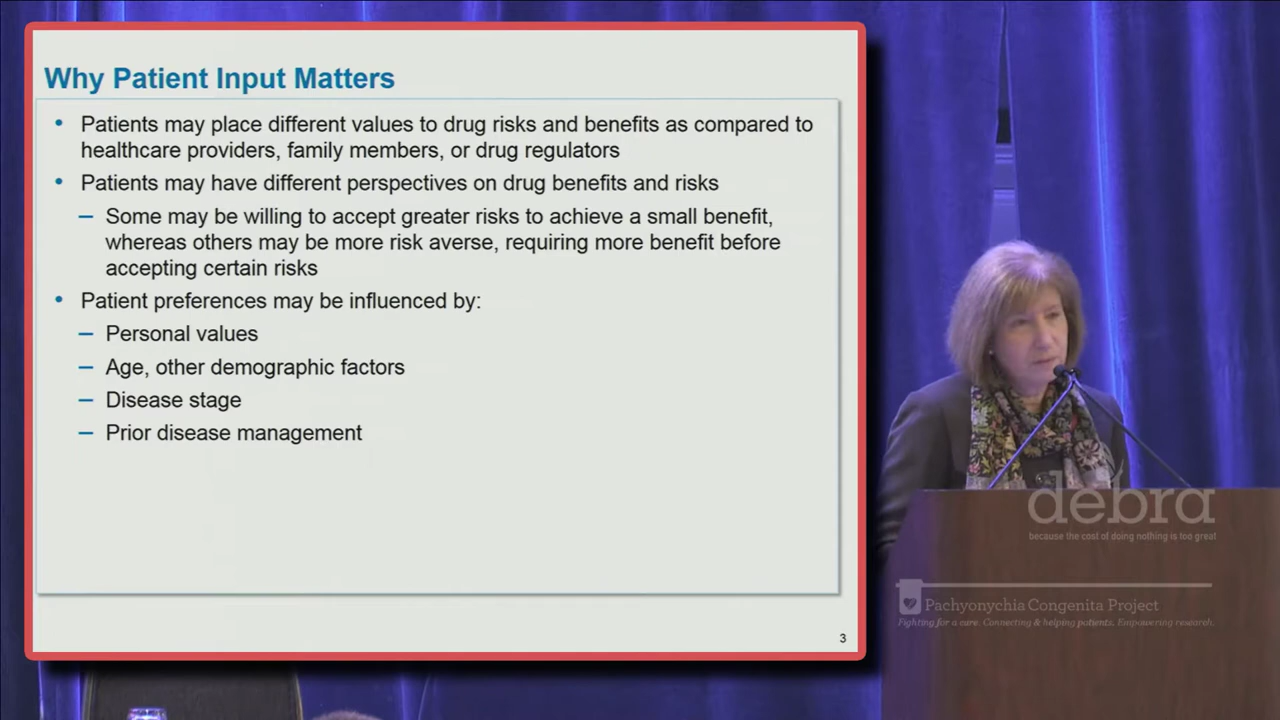 Why Patient Input Matters
• Patients may place different values to drug risks and benefits as compared to
healthcare providers, family members, or drug regulators
• Patients may have different perspectives on drug benefits and risks
– Some may be willing to accept greater risks to achieve a small benefit,
whereas others may be more risk averse, requiring more benefit before
accepting certain risks
• Patient preferences may be influenced by:
– Personal values
– Age, other demographic factors
– Disease stage
– Prior disease management
3
debra
because the cost of doing nothing is too great
Pachyonychia Congenita Project
Fighting for a cure. Connecting & helping patients. Empowering research.